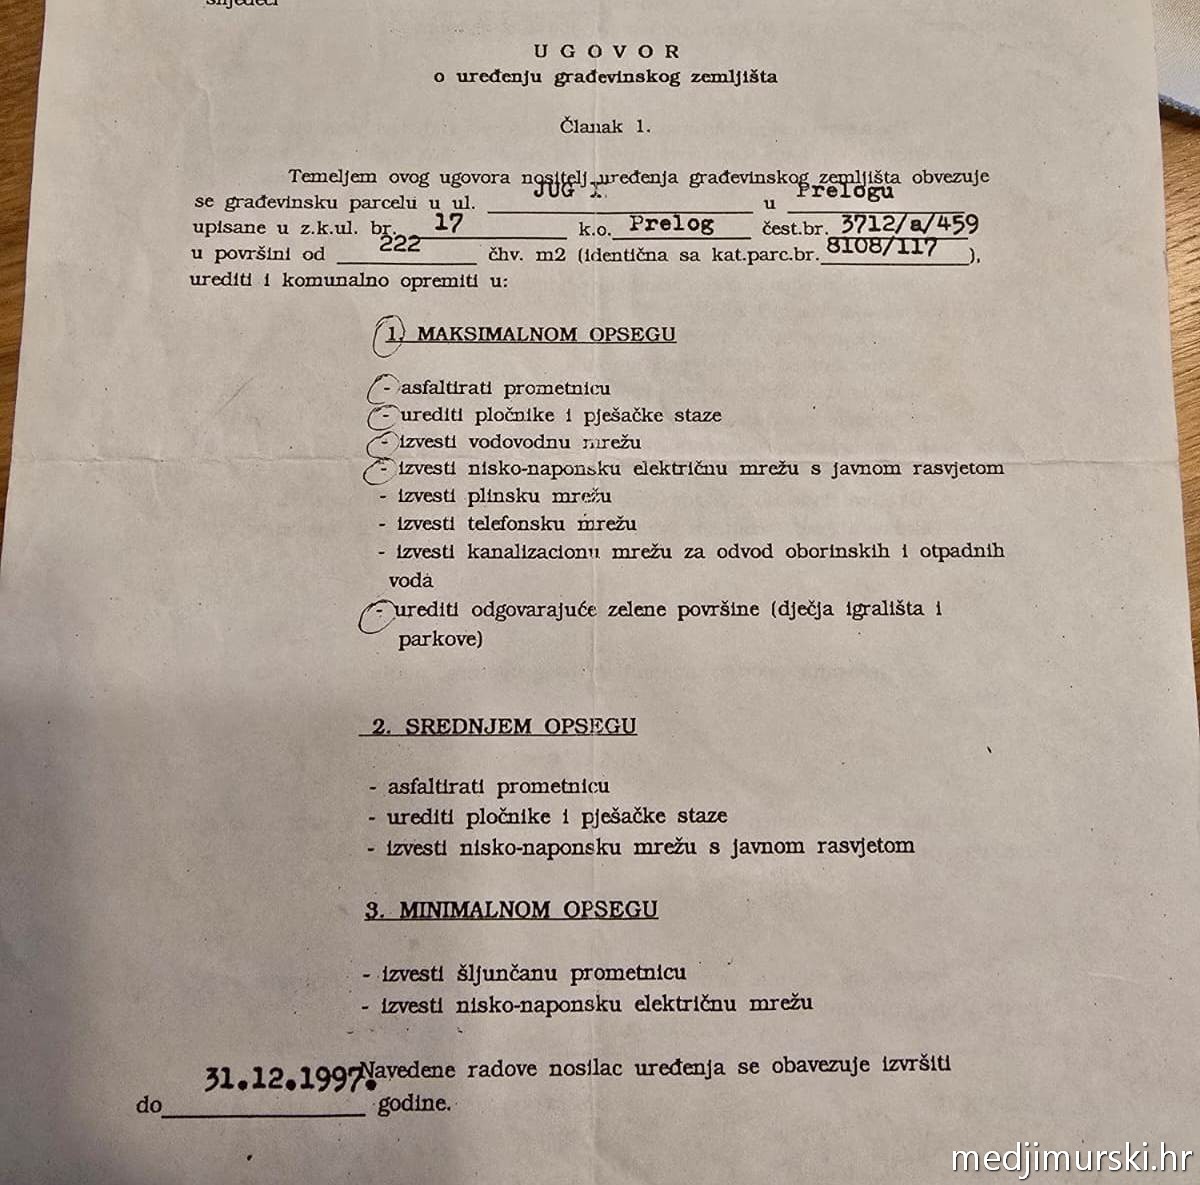 slijedeći
U G O V O R
o uređenju građevinskog zemljišta
Članak 1.
Temeljem ovog ugovora nositelj uređenja građevinskog zemljišta obvezuje
se građevinsku parcelu u ul. JUG I. u Prelogu
upisane u z.k.ul. br. 17 k.o. Prelog čest.br. 3712/a/459
u površini od 222 čhv. m2 (identična sa kat.parc.br. 8108/117 ),
urediti i komunalno opremiti u:
1. MAKSIMALNOM OPSEGU
- asfaltirati prometnicu
- urediti pločnike i pješačke staze
- izvesti vodovodnu mrežu
- izvesti nisko-naponsku električnu mrežu s javnom rasvjetom
- izvesti plinsku mrežu
- izvesti telefonsku mrežu
- izvesti kanalizacionu mrežu za odvod oborinskih i otpadnih
voda
- urediti odgovarajuće zelene površine (dječja igrališta i
parkove)
2. SREDNJEM OPSEGU
- asfaltirati prometnicu
- urediti pločnike i pješačke staze
- izvesti nisko-naponsku mrežu s javnom rasvjetom
3. MINIMALNOM OPSEGU
- izvesti šljunčanu prometnicu
- izvesti nisko-naponsku električnu mrežu
Navedene radove nosilac uređenja se obavezuje izvršiti
do 31.12.1997. godine.
medjimurski.hr